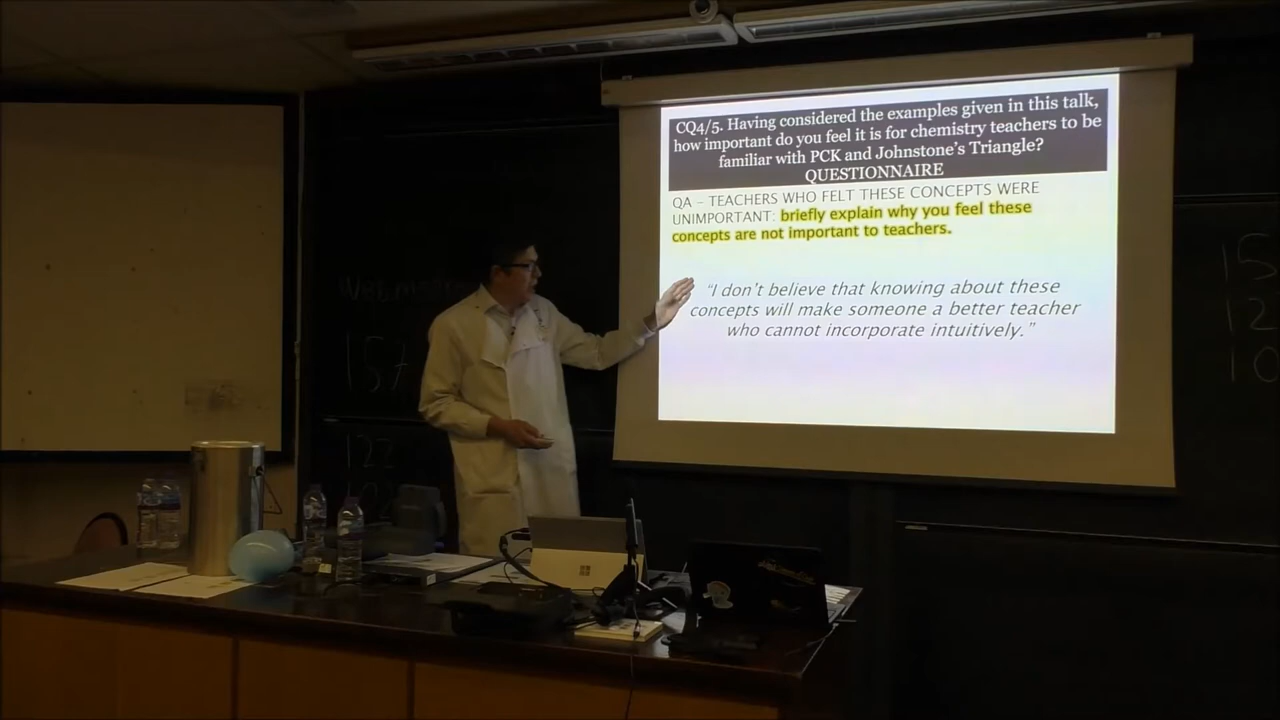 CQ4/5. Having considered the examples given in this talk,
how important do you feel it is for chemistry teachers to be
familiar with PCK and Johnstone's Triangle?
QUESTIONNAIRE
QA – TEACHERS WHO FELT THESE CONCEPTS WERE
UNIMPORTANT: briefly explain why you feel these
concepts are not important to teachers.
"I don't believe that knowing about these
concepts will make someone a better teacher
who cannot incorporate intuitively."
157
122